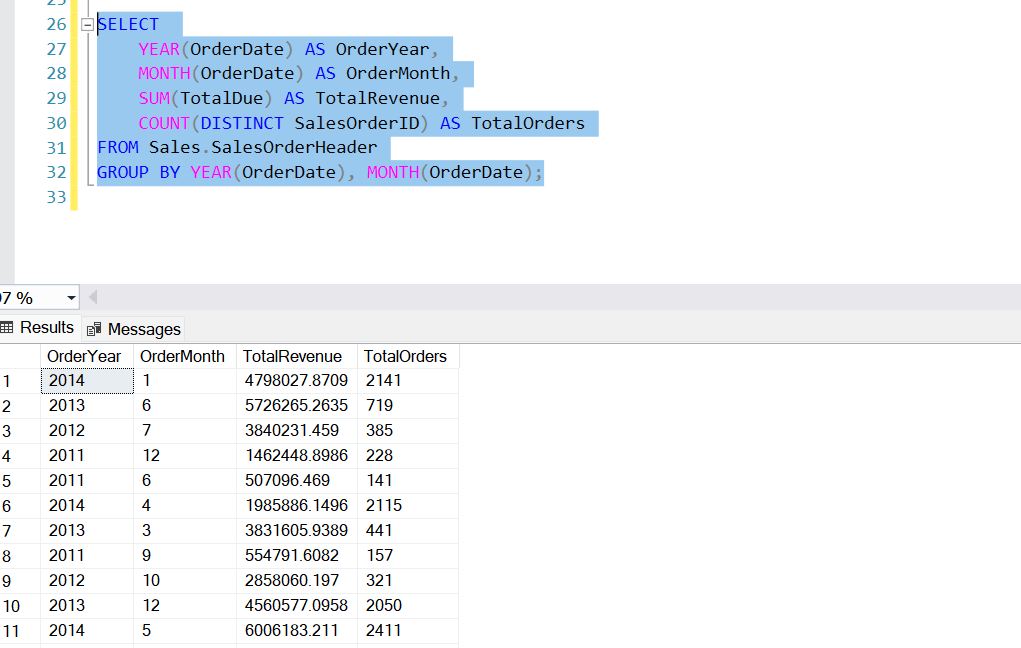 25
26 SELECT
27 YEAR(OrderDate) AS OrderYear,
28 MONTH(OrderDate) AS OrderMonth,
29 SUM(TotalDue) AS TotalRevenue,
30 COUNT(DISTINCT SalesOrderID) AS TotalOrders
31 FROM Sales.SalesOrderHeader
32 GROUP BY YEAR(OrderDate), MONTH(OrderDate);
33
97 %
Results Messages
OrderYear OrderMonth TotalRevenue TotalOrders
1 2014 1 4798027.8709 2141
2 2013 6 5726265.2635 719
3 2012 7 3840231.459 385
4 2011 12 1462448.8986 228
5 2011 6 507096.469 141
6 2014 4 1985886.1496 2115
7 2013 3 3831605.9389 441
8 2011 9 554791.6082 157
9 2012 10 2858060.197 321
10 2013 12 4560577.0958 2050
11 2014 5 6006183.211 2411